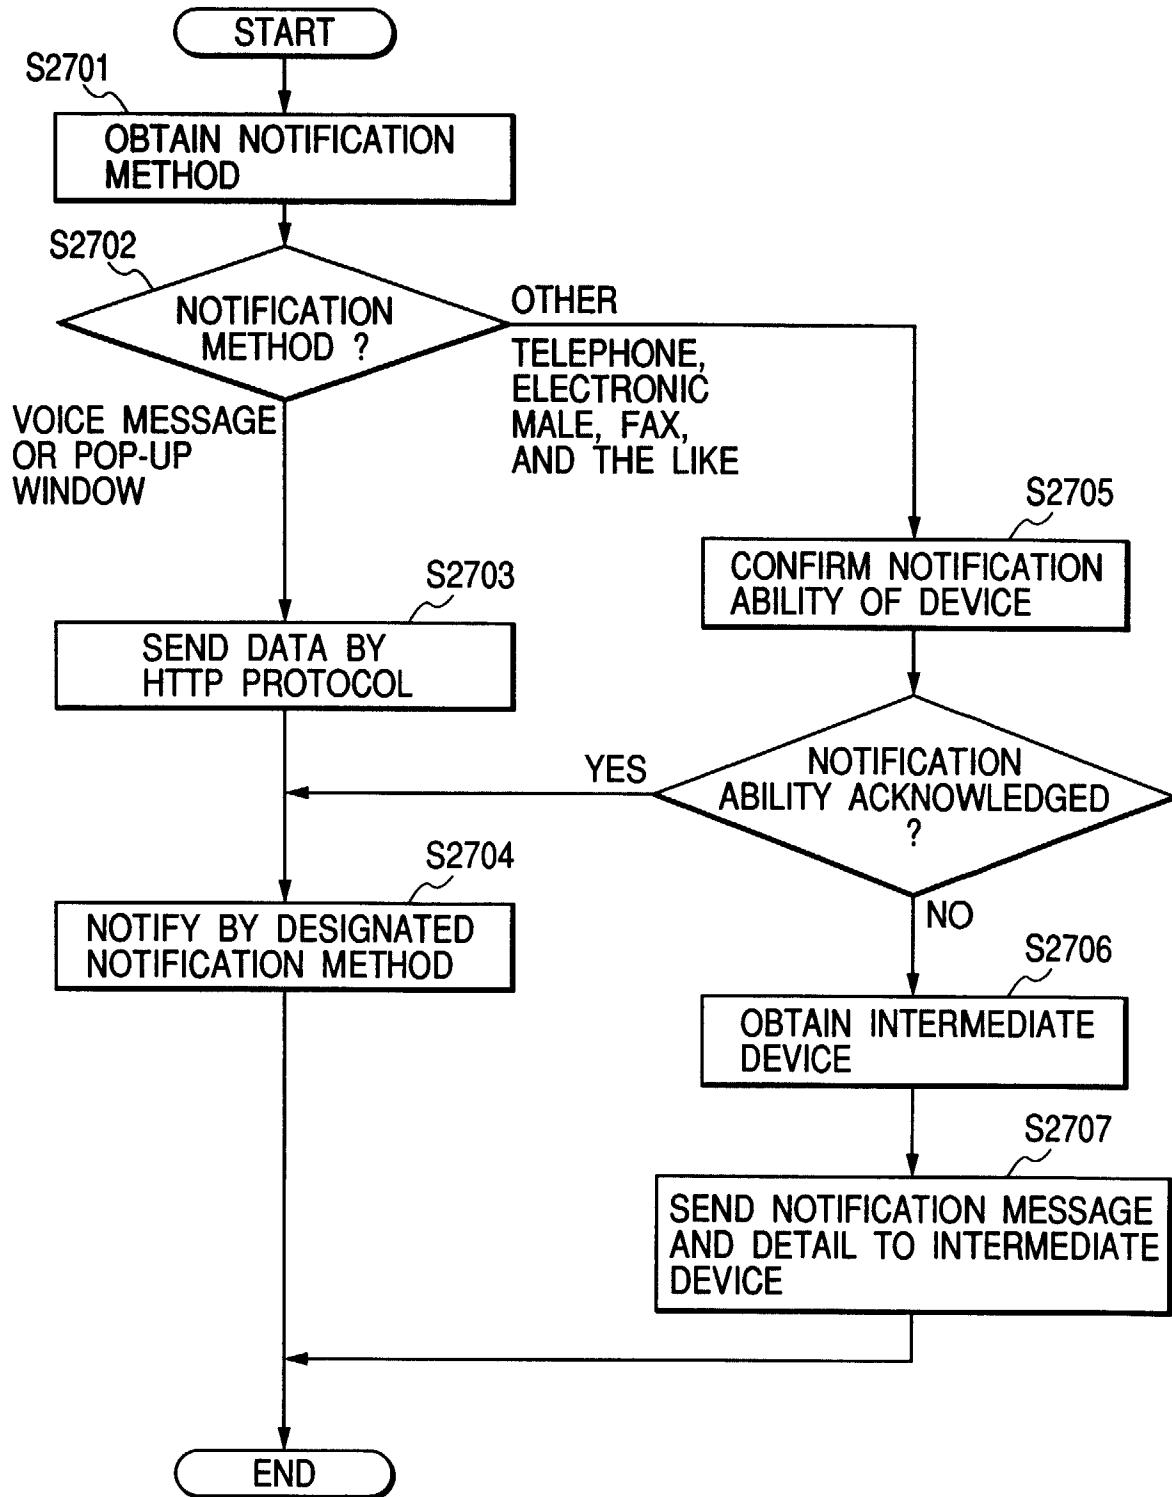 START
S2701
OBTAIN NOTIFICATION
METHOD
S2702
NOTIFICATION
METHOD ?
OTHER
TELEPHONE,
ELECTRONIC
MALE, FAX,
AND THE LIKE
VOICE MESSAGE
OR POP-UP
WINDOW
S2703
SEND DATA BY
HTTP PROTOCOL
S2705
CONFIRM NOTIFICATION
ABILITY OF DEVICE
NOTIFICATION
ABILITY ACKNOWLEDGED
?
YES
NO
S2704
NOTIFY BY DESIGNATED
NOTIFICATION METHOD
S2706
OBTAIN INTERMEDIATE
DEVICE
S2707
SEND NOTIFICATION MESSAGE
AND DETAIL TO INTERMEDIATE
DEVICE
END